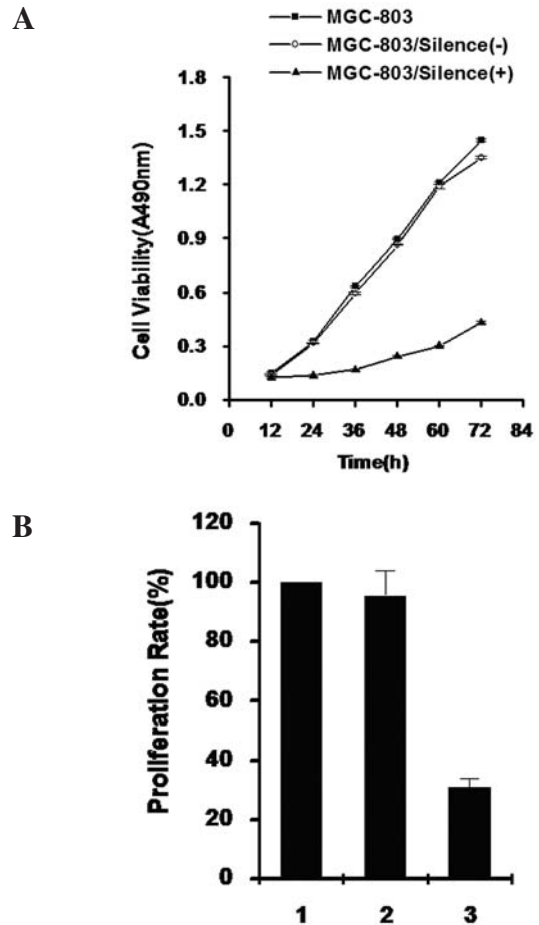 A
MGC-803
MGC-803/Silence(-)
MGC-803/Silence(+)
Cell Viability(A490nm)
1.8
1.5
1.2
0.9
0.6
0.3
0.0
0 12 24 36 48 60 72 84
Time(h)
B
Proliferation Rate(%)
120
100
80
60
40
20
0
1 2 3